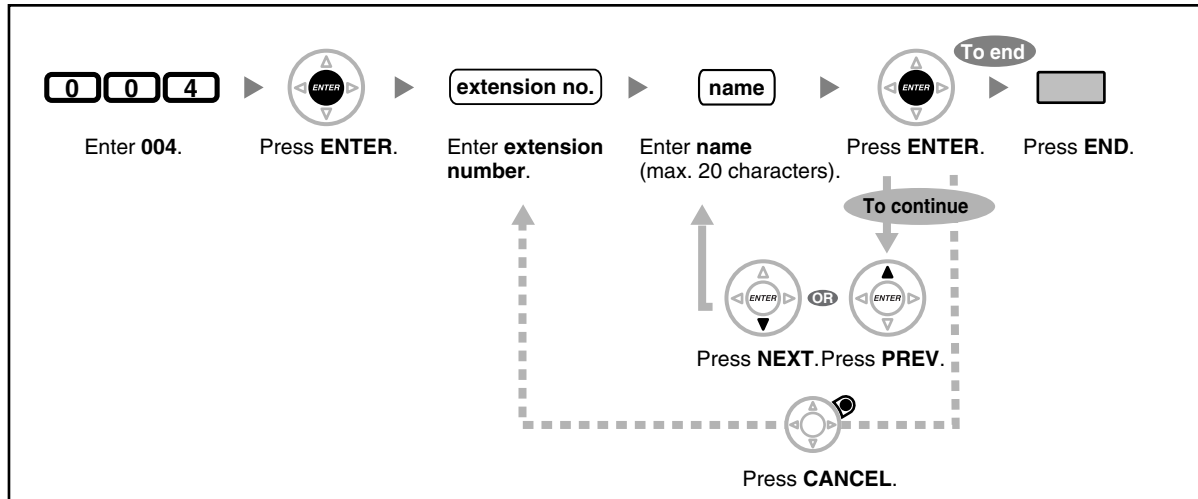 To end
0 0 4 ENTER extension no. name ENTER
Enter 004. Press ENTER. Enter extension number. Enter name (max. 20 characters). Press ENTER. Press END.
To continue
ENTER OR ENTER
Press NEXT. Press PREV.
Press CANCEL.